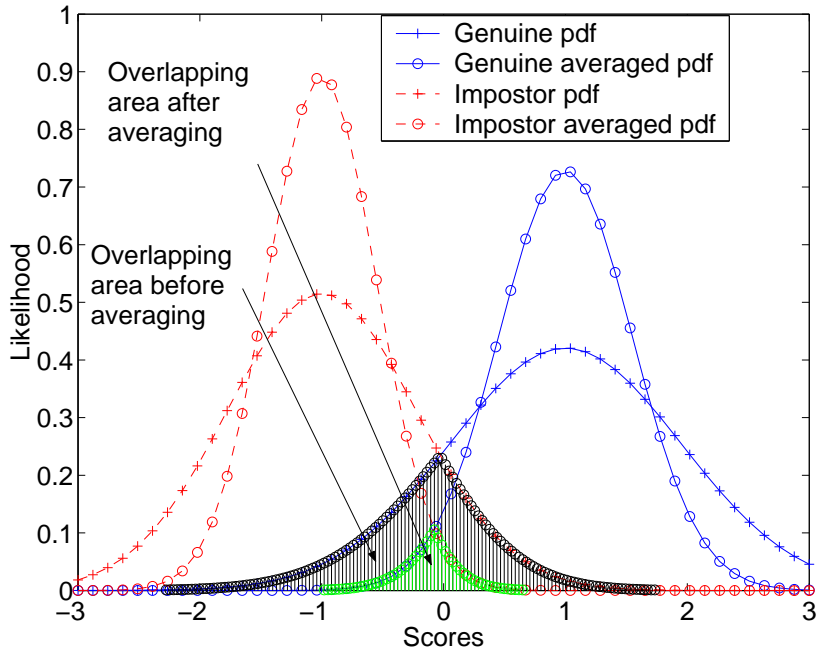 1
0.9
0.8
0.7
0.6
0.5
0.4
0.3
0.2
0.1
0
Likelihood
Overlapping
area after
averaging
Overlapping
area before
averaging
Genuine pdf
Genuine averaged pdf
Impostor pdf
Impostor averaged pdf
−3 −2 −1 0 1 2 3
Scores